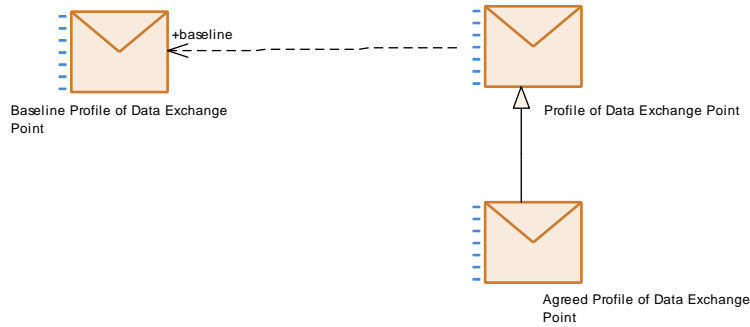 +baseline
Baseline Profile of Data Exchange
Point
Profile of Data Exchange Point
Agreed Profile of Data Exchange
Point